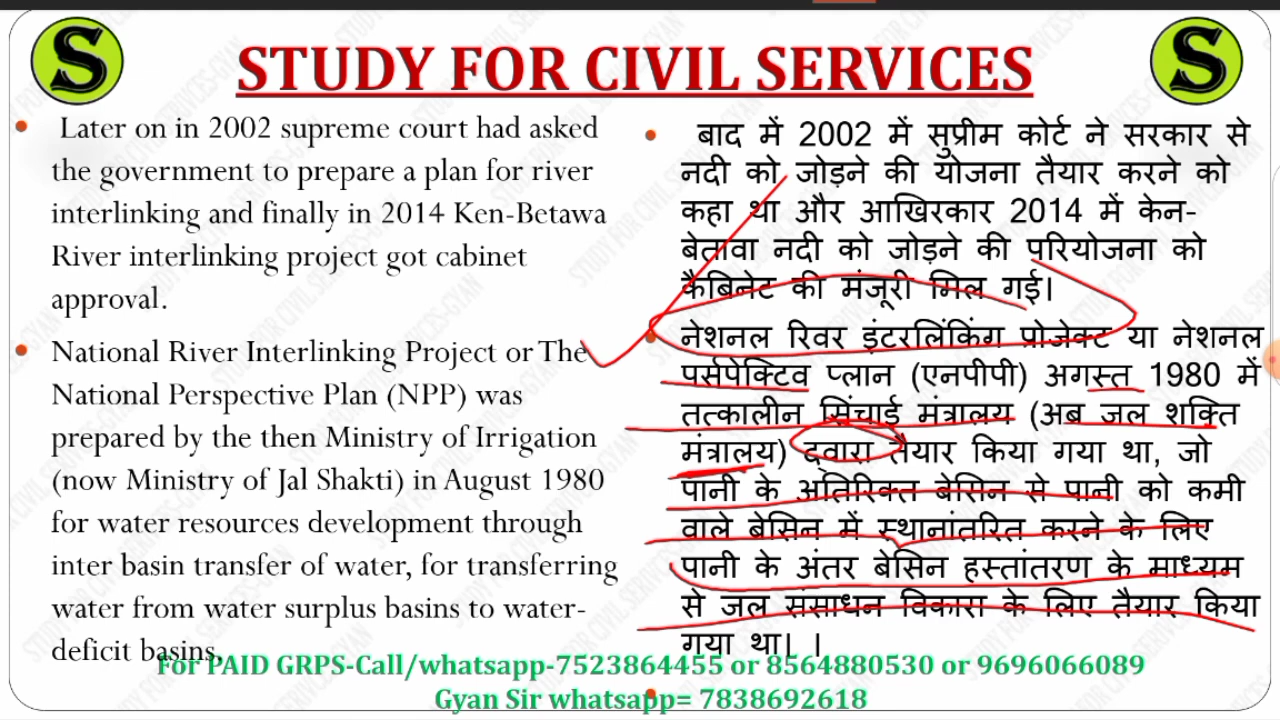 STUDY FOR CIVIL SERVICES
S
S
• Later on in 2002 supreme court had asked
the government to prepare a plan for river
interlinking and finally in 2014 Ken-Betawa
River interlinking project got cabinet
approval.
• National River Interlinking Project or The
National Perspective Plan (NPP) was
prepared by the then Ministry of Irrigation
(now Ministry of Jal Shakti) in August 1980
for water resources development through
inter basin transfer of water, for transferring
water from water surplus basins to water-
deficit basins.
• बाद में 2002 में सुप्रीम कोर्ट ने सरकार से
नदी को जोड़ने की योजना तैयार करने को
कहा था और आखिरकार 2014 में केन-
बेतावा नदी को जोड़ने की परियोजना को
कैबिनेट की मंजूरी मिल गई।
• नेशनल रिवर इंटरलिंकिंग प्रोजेक्ट या नेशनल
पर्सपेक्टिव प्लान (एनपीपी) अगस्त 1980 में
तत्कालीन सिंचाई मंत्रालय (अब जल शक्ति
मंत्रालय) द्वारा तैयार किया गया था, जो
पानी के अतिरिक्त बेसिन से पानी को कमी
वाले बेसिन में स्थानांतरित करने के लिए
पानी के अंतर बेसिन हस्तांतरण के माध्यम
से जल संसाधन विकास के लिए तैयार किया
गया था। ।
For PAID GRPS-Call/whatsapp-7523864455 or 8564880530 or 9696066089
Gyan Sir whatsapp= 7838692618